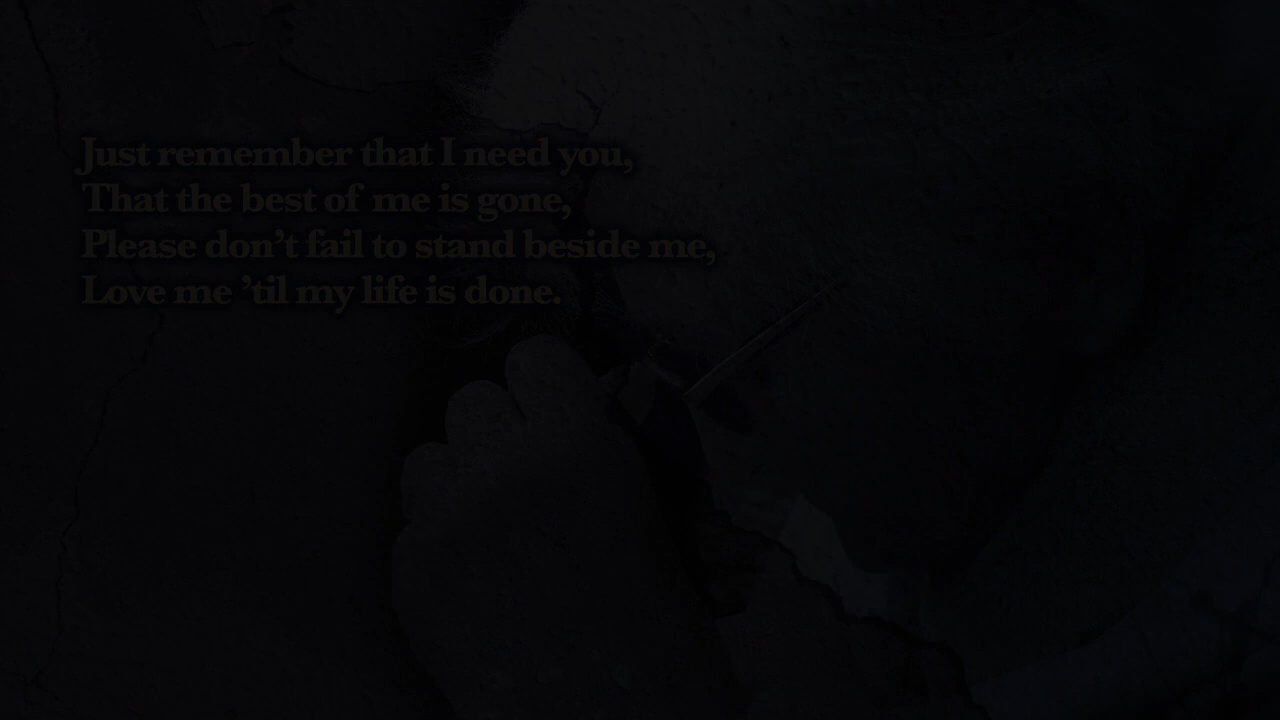 Just remember that I need you,
That the best of me is gone,
Please don’t fail to stand beside me,
Love me ’til my life is done.